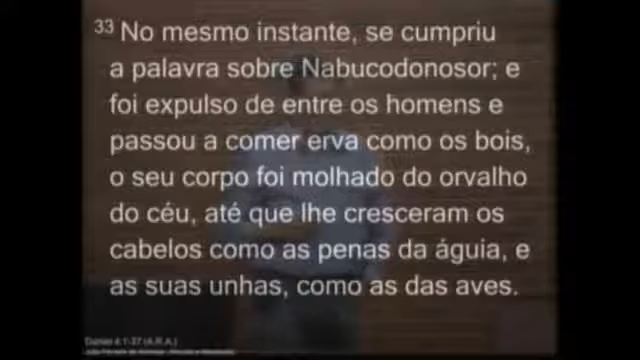 33 No mesmo instante, se cumpriu
a palavra sobre Nabucodonosor; e
foi expulso de entre os homens e
passou a comer erva como os bois,
o seu corpo foi molhado do orvalho
do céu, até que lhe cresceram os
cabelos como as penas da águia, e
as suas unhas, como as das aves.
Daniel 4:1-37 (A.R.A.)